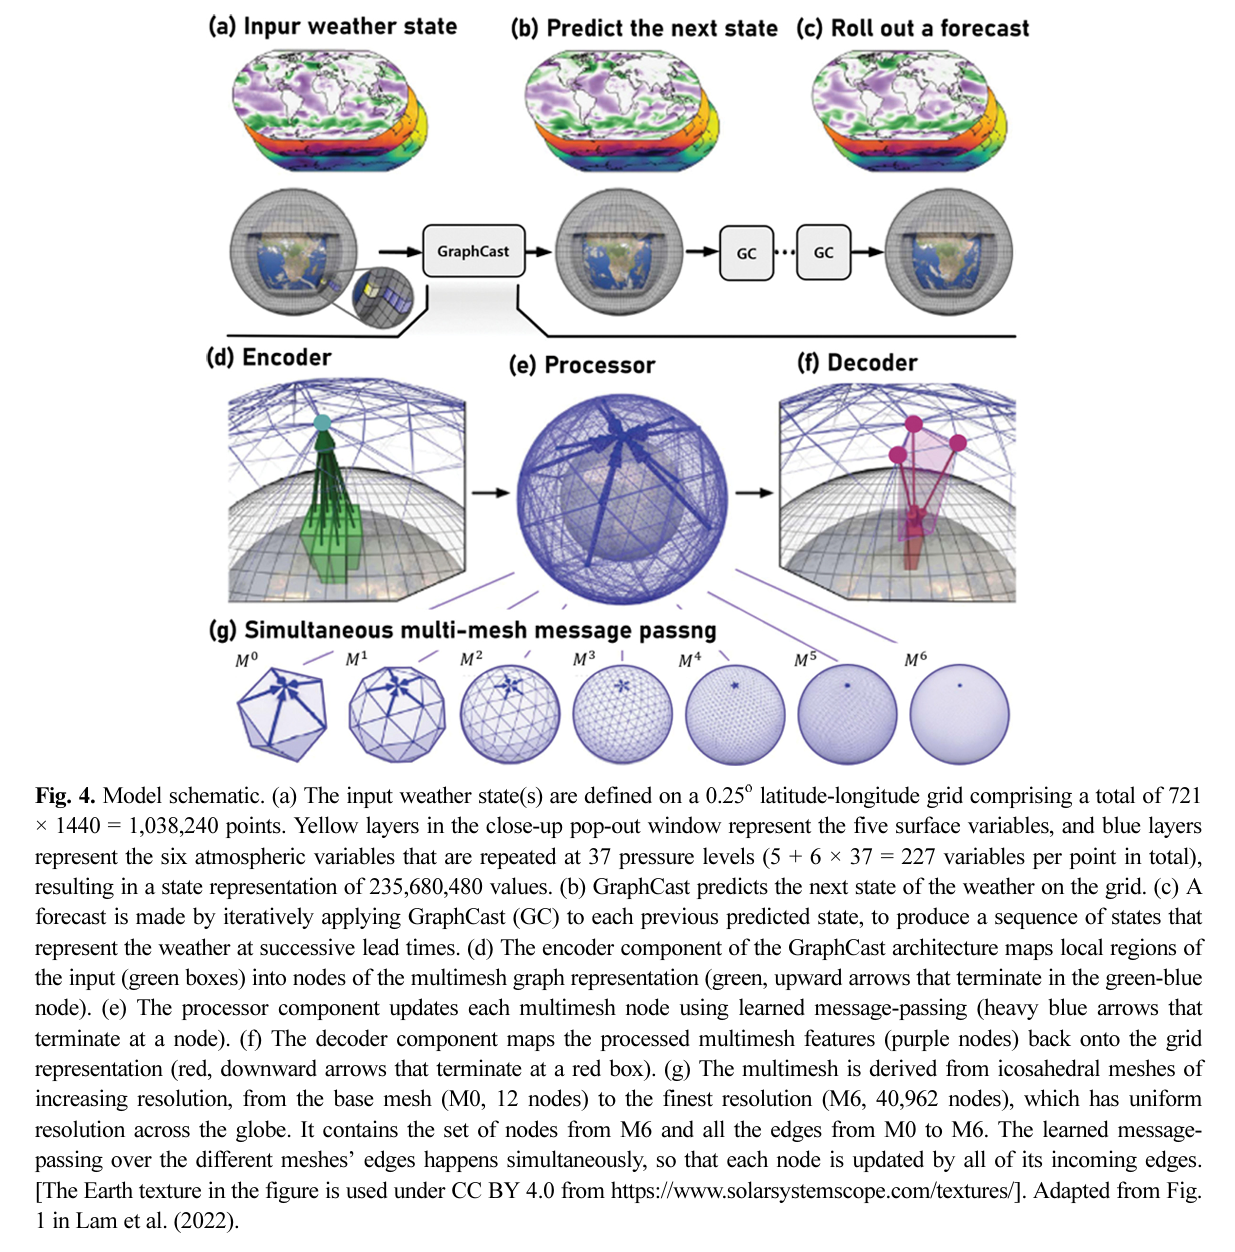 (a) Inpur weather state
(b) Predict the next state
(c) Roll out a forecast
GraphCast
GC
...
GC
(d) Encoder
(e) Processor
(f) Decoder
(g) Simultaneous multi-mesh message passng
M⁰
M¹
M²
M³
M⁴
M⁵
M⁶
Fig. 4. Model schematic. (a) The input weather state(s) are defined on a 0.25° latitude-longitude grid comprising a total of 721
× 1440 = 1,038,240 points. Yellow layers in the close-up pop-out window represent the five surface variables, and blue layers
represent the six atmospheric variables that are repeated at 37 pressure levels (5 + 6 × 37 = 227 variables per point in total),
resulting in a state representation of 235,680,480 values. (b) GraphCast predicts the next state of the weather on the grid. (c) A
forecast is made by iteratively applying GraphCast (GC) to each previous predicted state, to produce a sequence of states that
represent the weather at successive lead times. (d) The encoder component of the GraphCast architecture maps local regions of
the input (green boxes) into nodes of the multimesh graph representation (green, upward arrows that terminate in the green-blue
node). (e) The processor component updates each multimesh node using learned message-passing (heavy blue arrows that
terminate at a node). (f) The decoder component maps the processed multimesh features (purple nodes) back onto the grid
representation (red, downward arrows that terminate at a red box). (g) The multimesh is derived from icosahedral meshes of
increasing resolution, from the base mesh (M0, 12 nodes) to the finest resolution (M6, 40,962 nodes), which has uniform
resolution across the globe. It contains the set of nodes from M6 and all the edges from M0 to M6. The learned message-
passing over the different meshes’ edges happens simultaneously, so that each node is updated by all of its incoming edges.
[The Earth texture in the figure is used under CC BY 4.0 from https://www.solarsystemscope.com/textures/]. Adapted from Fig.
1 in Lam et al. (2022).